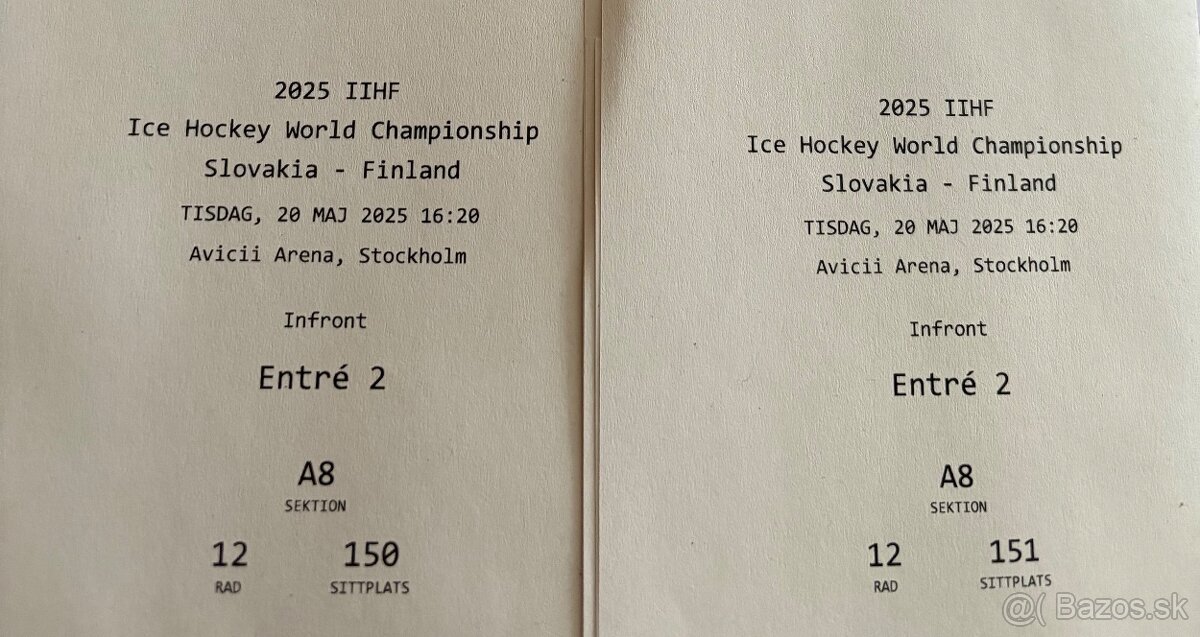 2025 IIHF
Ice Hockey World Championship
Slovakia - Finland
TISDAG, 20 MAJ 2025 16:20
Avicii Arena, Stockholm
Infront
Entré 2
A8
SEKTION
12 150
RAD SITTPLATS
2025 IIHF
Ice Hockey World Championship
Slovakia - Finland
TISDAG, 20 MAJ 2025 16:20
Avicii Arena, Stockholm
Infront
Entré 2
A8
SEKTION
12 151
RAD SITTPLATS
@( Bazos.sk